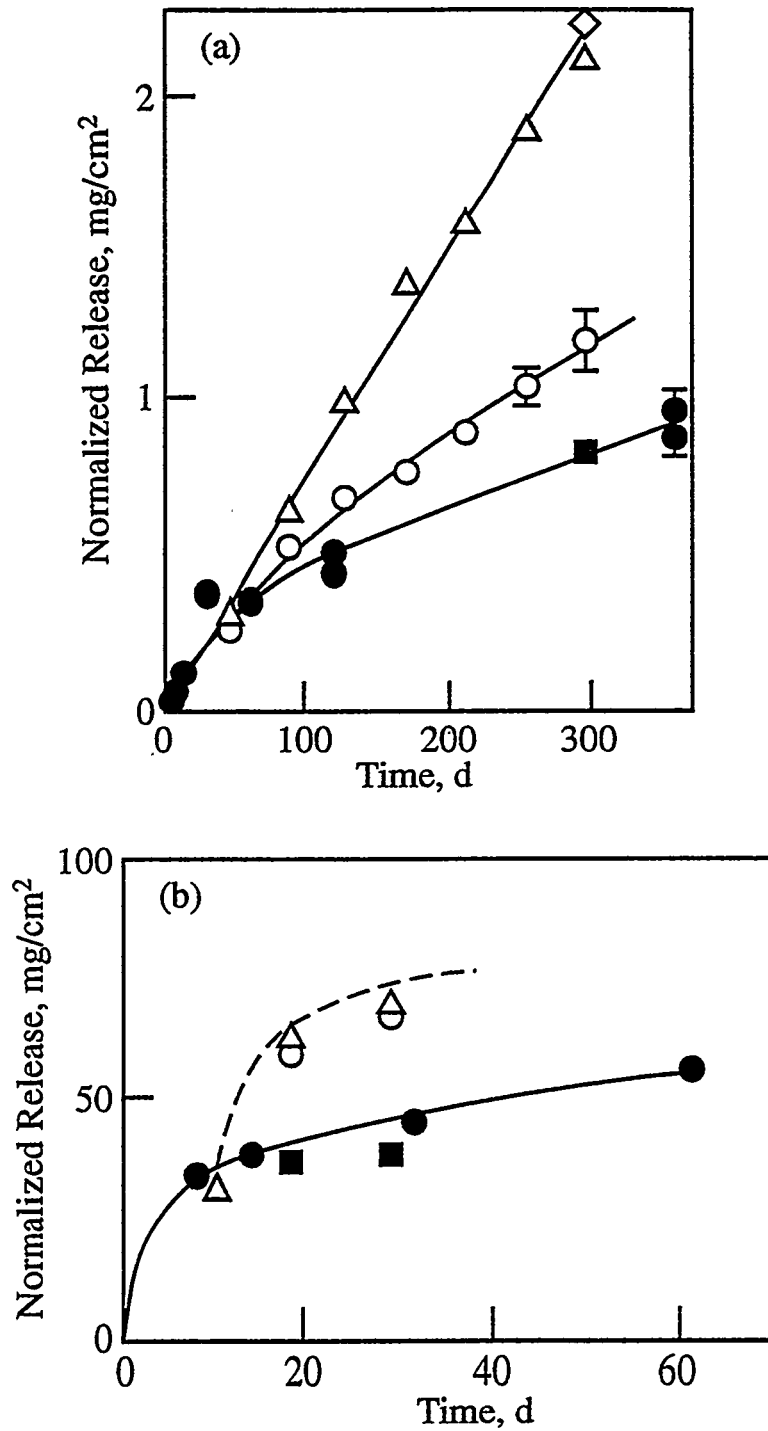 (a)
2
1
0
Normalized Release, mg/cm²
0 100 200 300
Time, d
100
(b)
50
0
Normalized Release, mg/cm²
0 20 40 60
Time, d